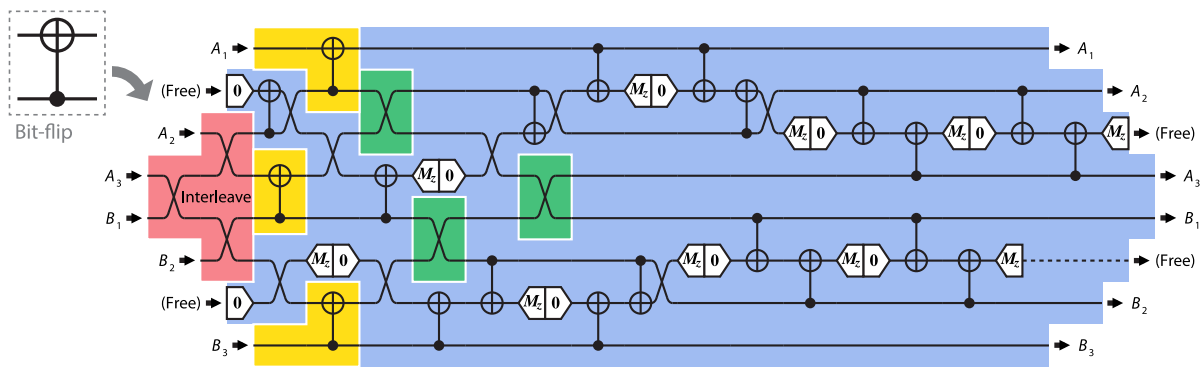 Bit-flip
A1
(Free)
A2
A3
B1
B2
(Free)
B3
Interleave
0
Mz 0
Mz 0
Mz 0
Mz
Mz 0
Mz 0
Mz 0
Mz 0
Mz
0
Mz 0
A1
A2
(Free)
A3
B1
(Free)
B2
B3